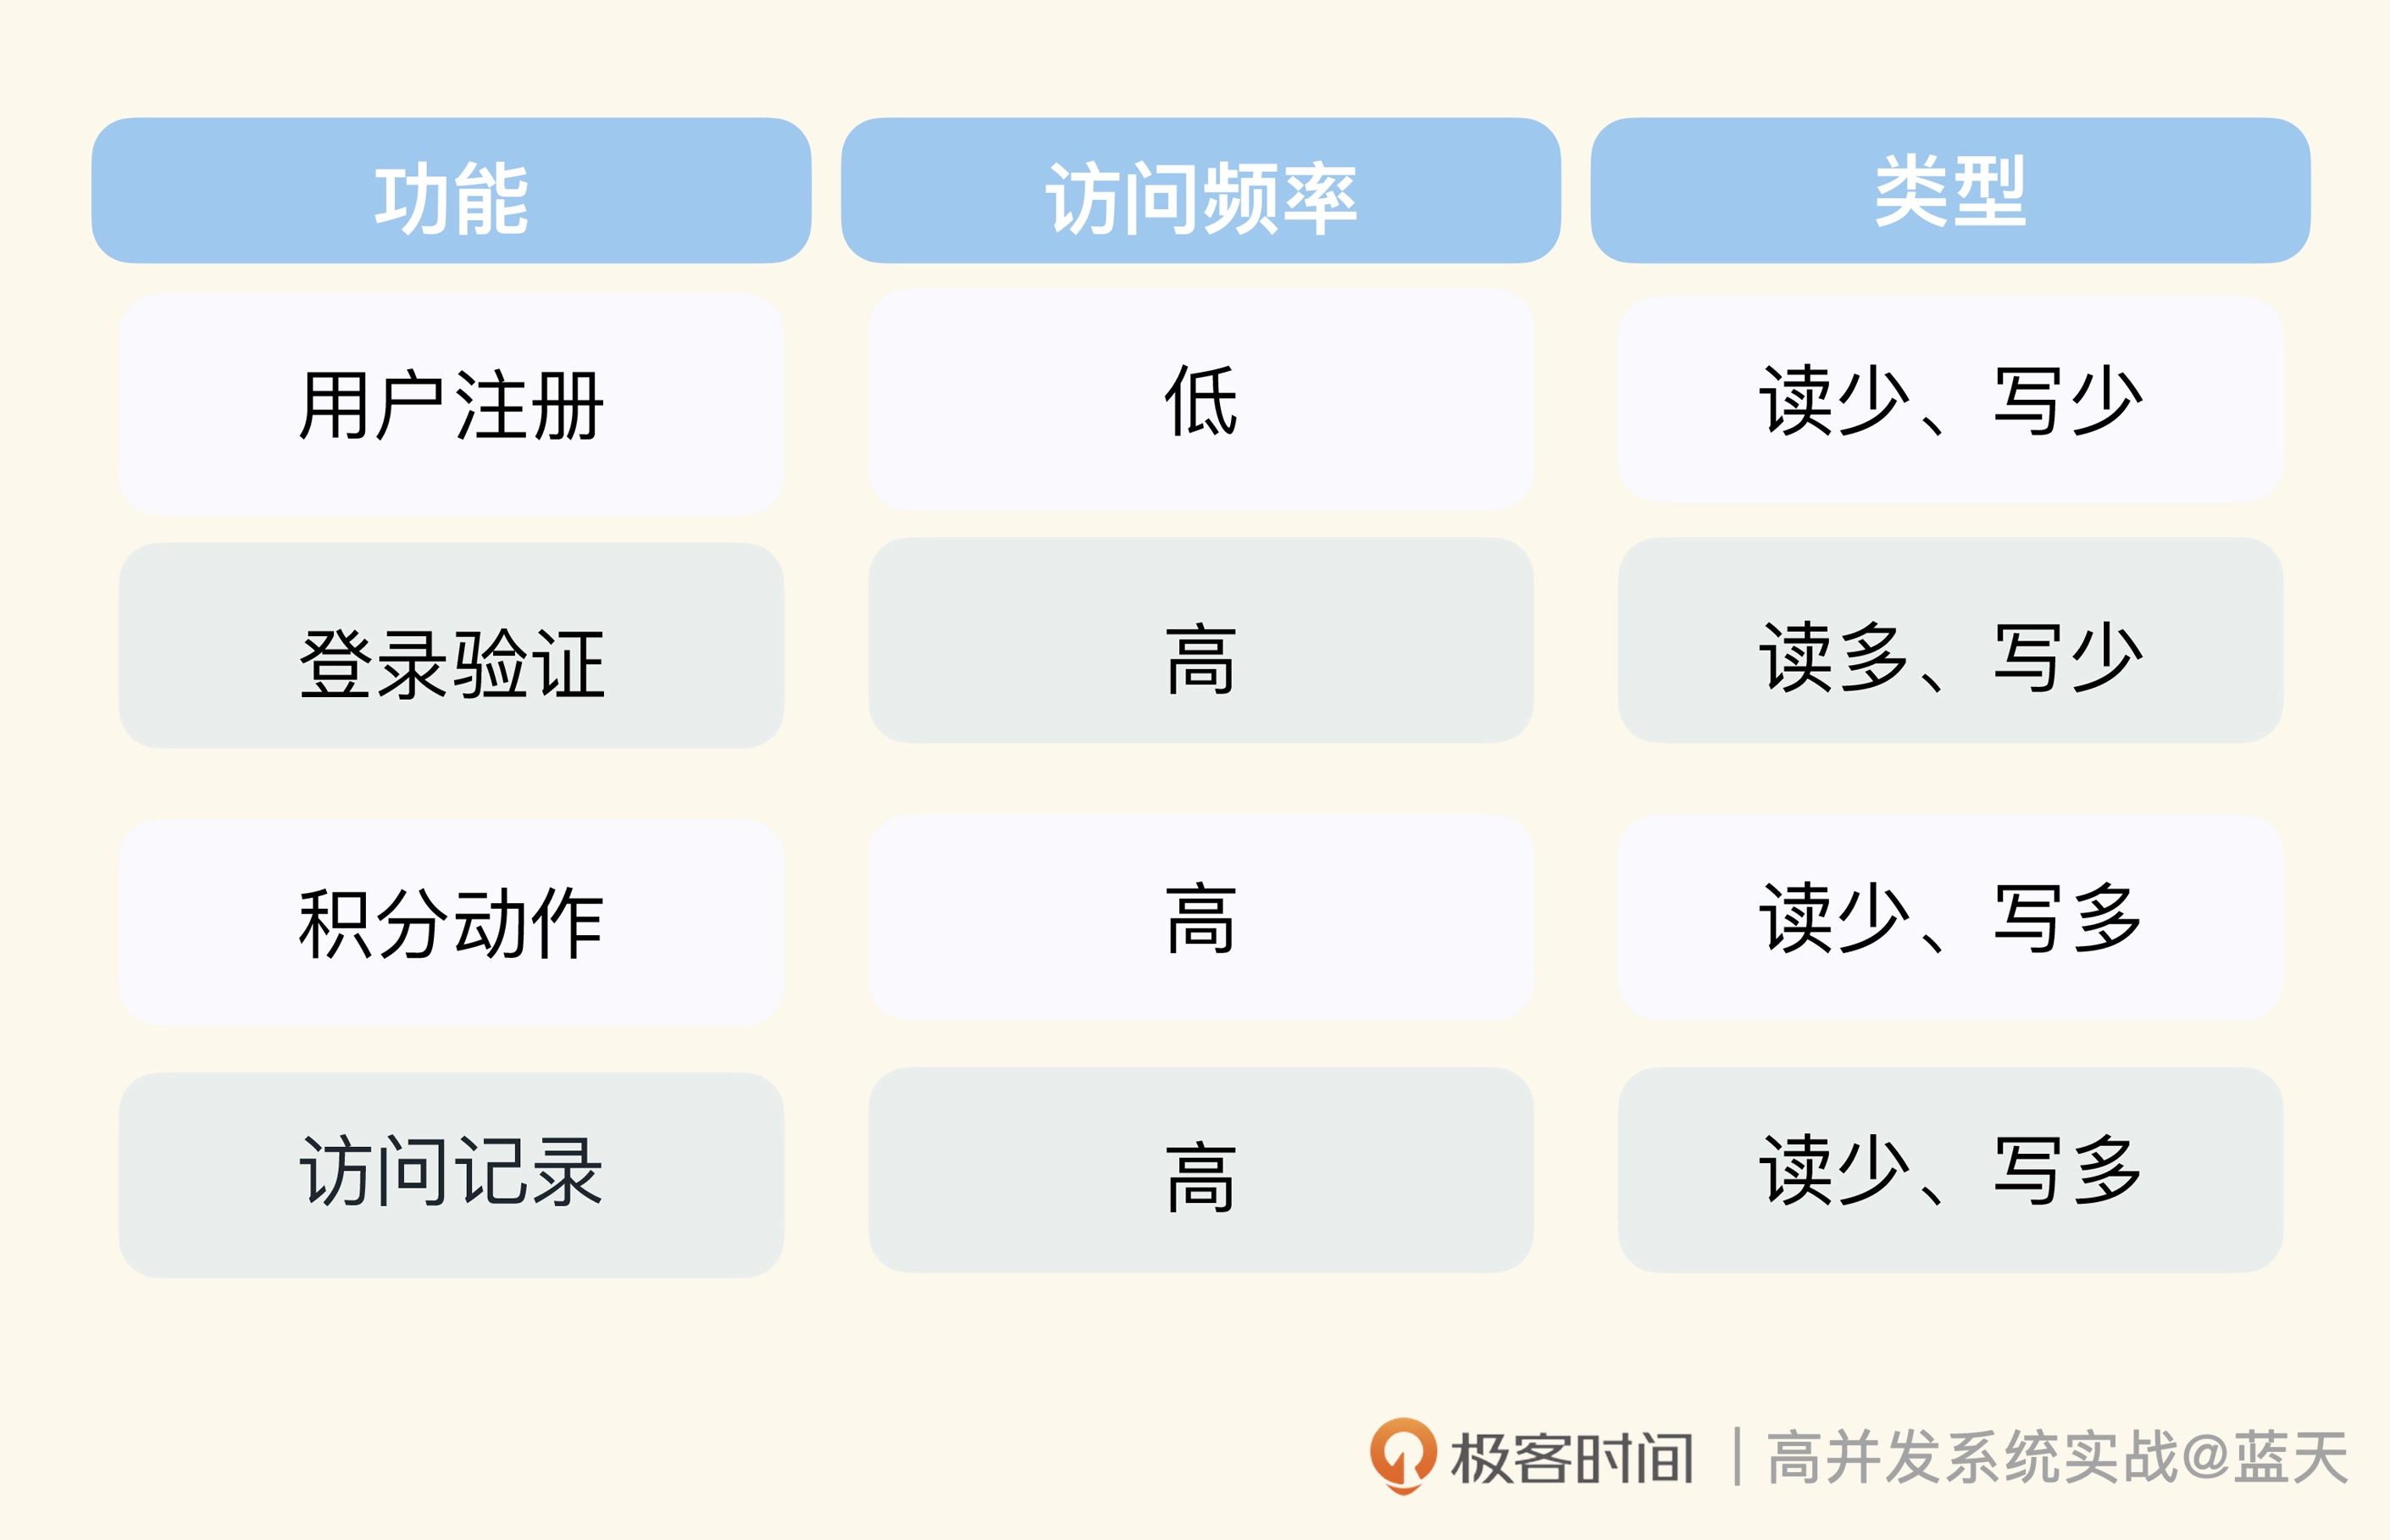 功能 访问频率 类型
用户注册 低 读少、写少
登录验证 高 读多、写少
积分动作 高 读少、写多
访问记录 高 读少、写多
极客时间 | 高并发系统实战@蓝天